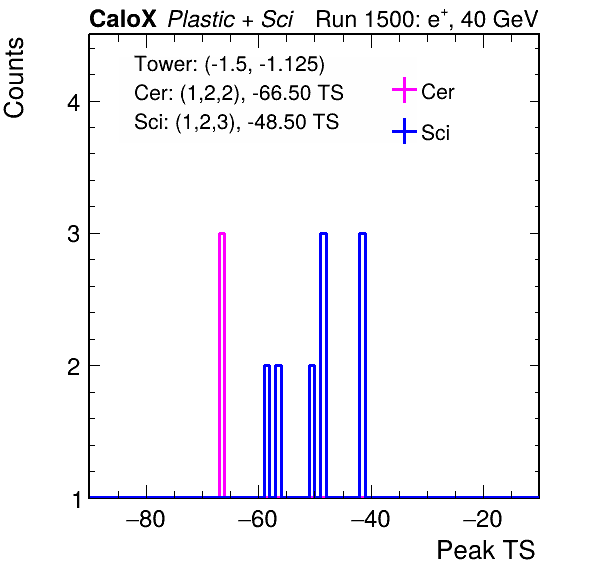 CaloX Plastic + Sci Run 1500: e⁺, 40 GeV
Tower: (-1.5, -1.125)
Cer: (1,2,2), -66.50 TS
Sci: (1,2,3), -48.50 TS
Cer
Sci
Counts
4
3
2
1
−80 −60 −40 −20
Peak TS